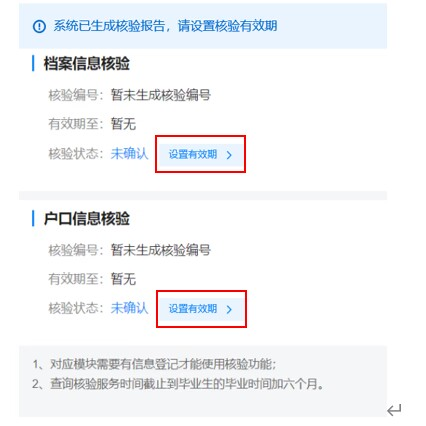 系统已生成核验报告，请设置核验有效期
档案信息核验
核验编号：暂未生成核验编号
有效期至：暂无
核验状态：未确认 设置有效期 >
户口信息核验
核验编号：暂未生成核验编号
有效期至：暂无
核验状态：未确认 设置有效期 >
1、对应模块需要有信息登记才能使用核验功能；
2、查询核验服务时间截止到毕业生的毕业时间加六个月。